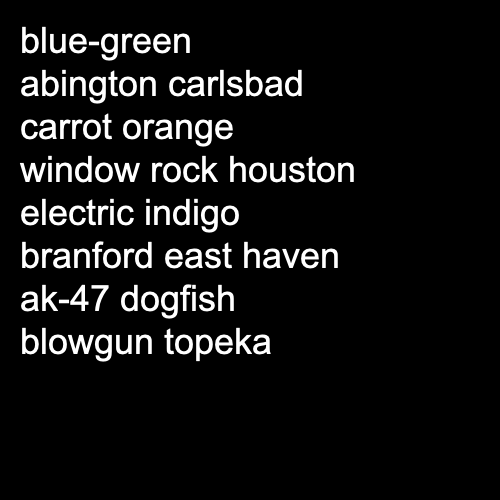 blue-green
abington carlsbad
carrot orange
window rock houston
electric indigo
branford east haven
ak-47 dogfish
blowgun topeka